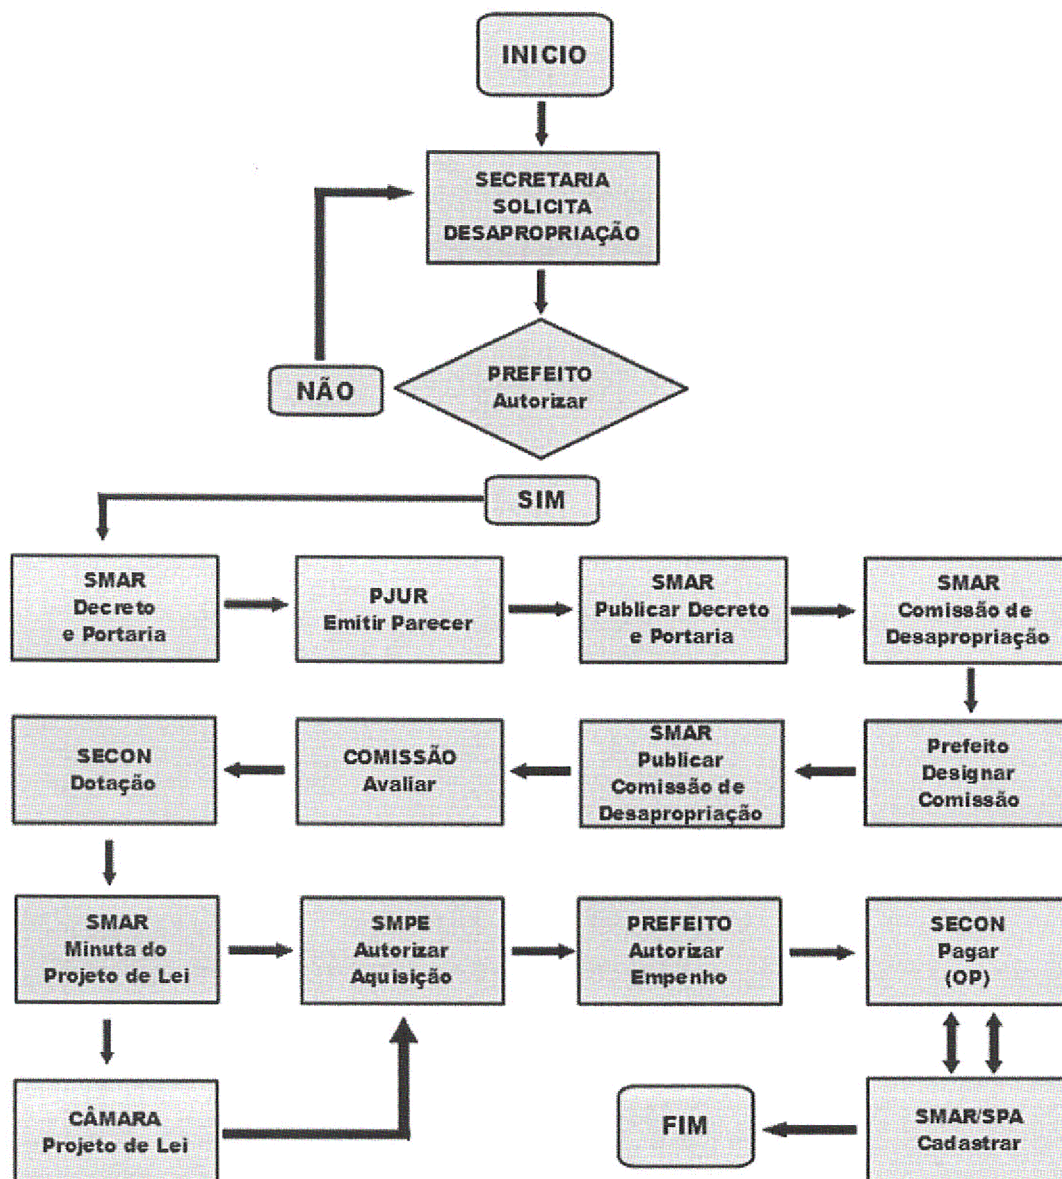 INICIO
SECRETARIA
SOLICITA
DESAPROPRIAÇÃO
PREFEITO
Autorizar
NÃO
SIM
SMAR
Decreto
e Portaria
PJUR
Emitir Parecer
SMAR
Publicar Decreto
e Portaria
SMAR
Comissão de
Desapropriação
Prefeito
Designar
Comissão
SMAR
Publicar
Comissão de
Desapropriação
COMISSÃO
Avaliar
SECON
Dotação
SMAR
Minuta do
Projeto de Lei
SMPE
Autorizar
Aquisição
PREFEITO
Autorizar
Empenho
SECON
Pagar
(OP)
CÂMARA
Projeto de Lei
SMAR/SPA
Cadastrar
FIM